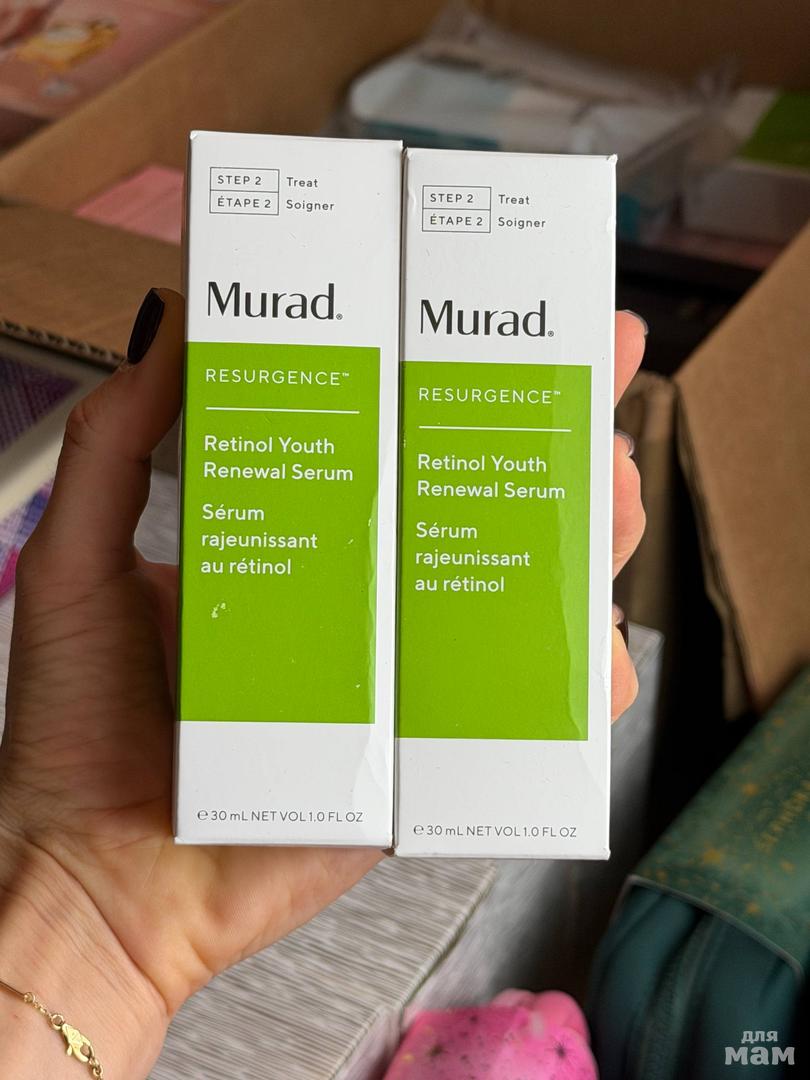 STEP 2 Treat
ÉTAPE 2 Soigner
Murad®
RESURGENCE™
Retinol Youth
Renewal Serum
Sérum
rajeunissant
au rétinol
℮ 30 mL NET VOL 1.0 FL OZ
STEP 2 Treat
ÉTAPE 2 Soigner
Murad®
RESURGENCE™
Retinol Youth
Renewal Serum
Sérum
rajeunissant
au rétinol
℮ 30 mL NET VOL 1.0 FL OZ
для
мам